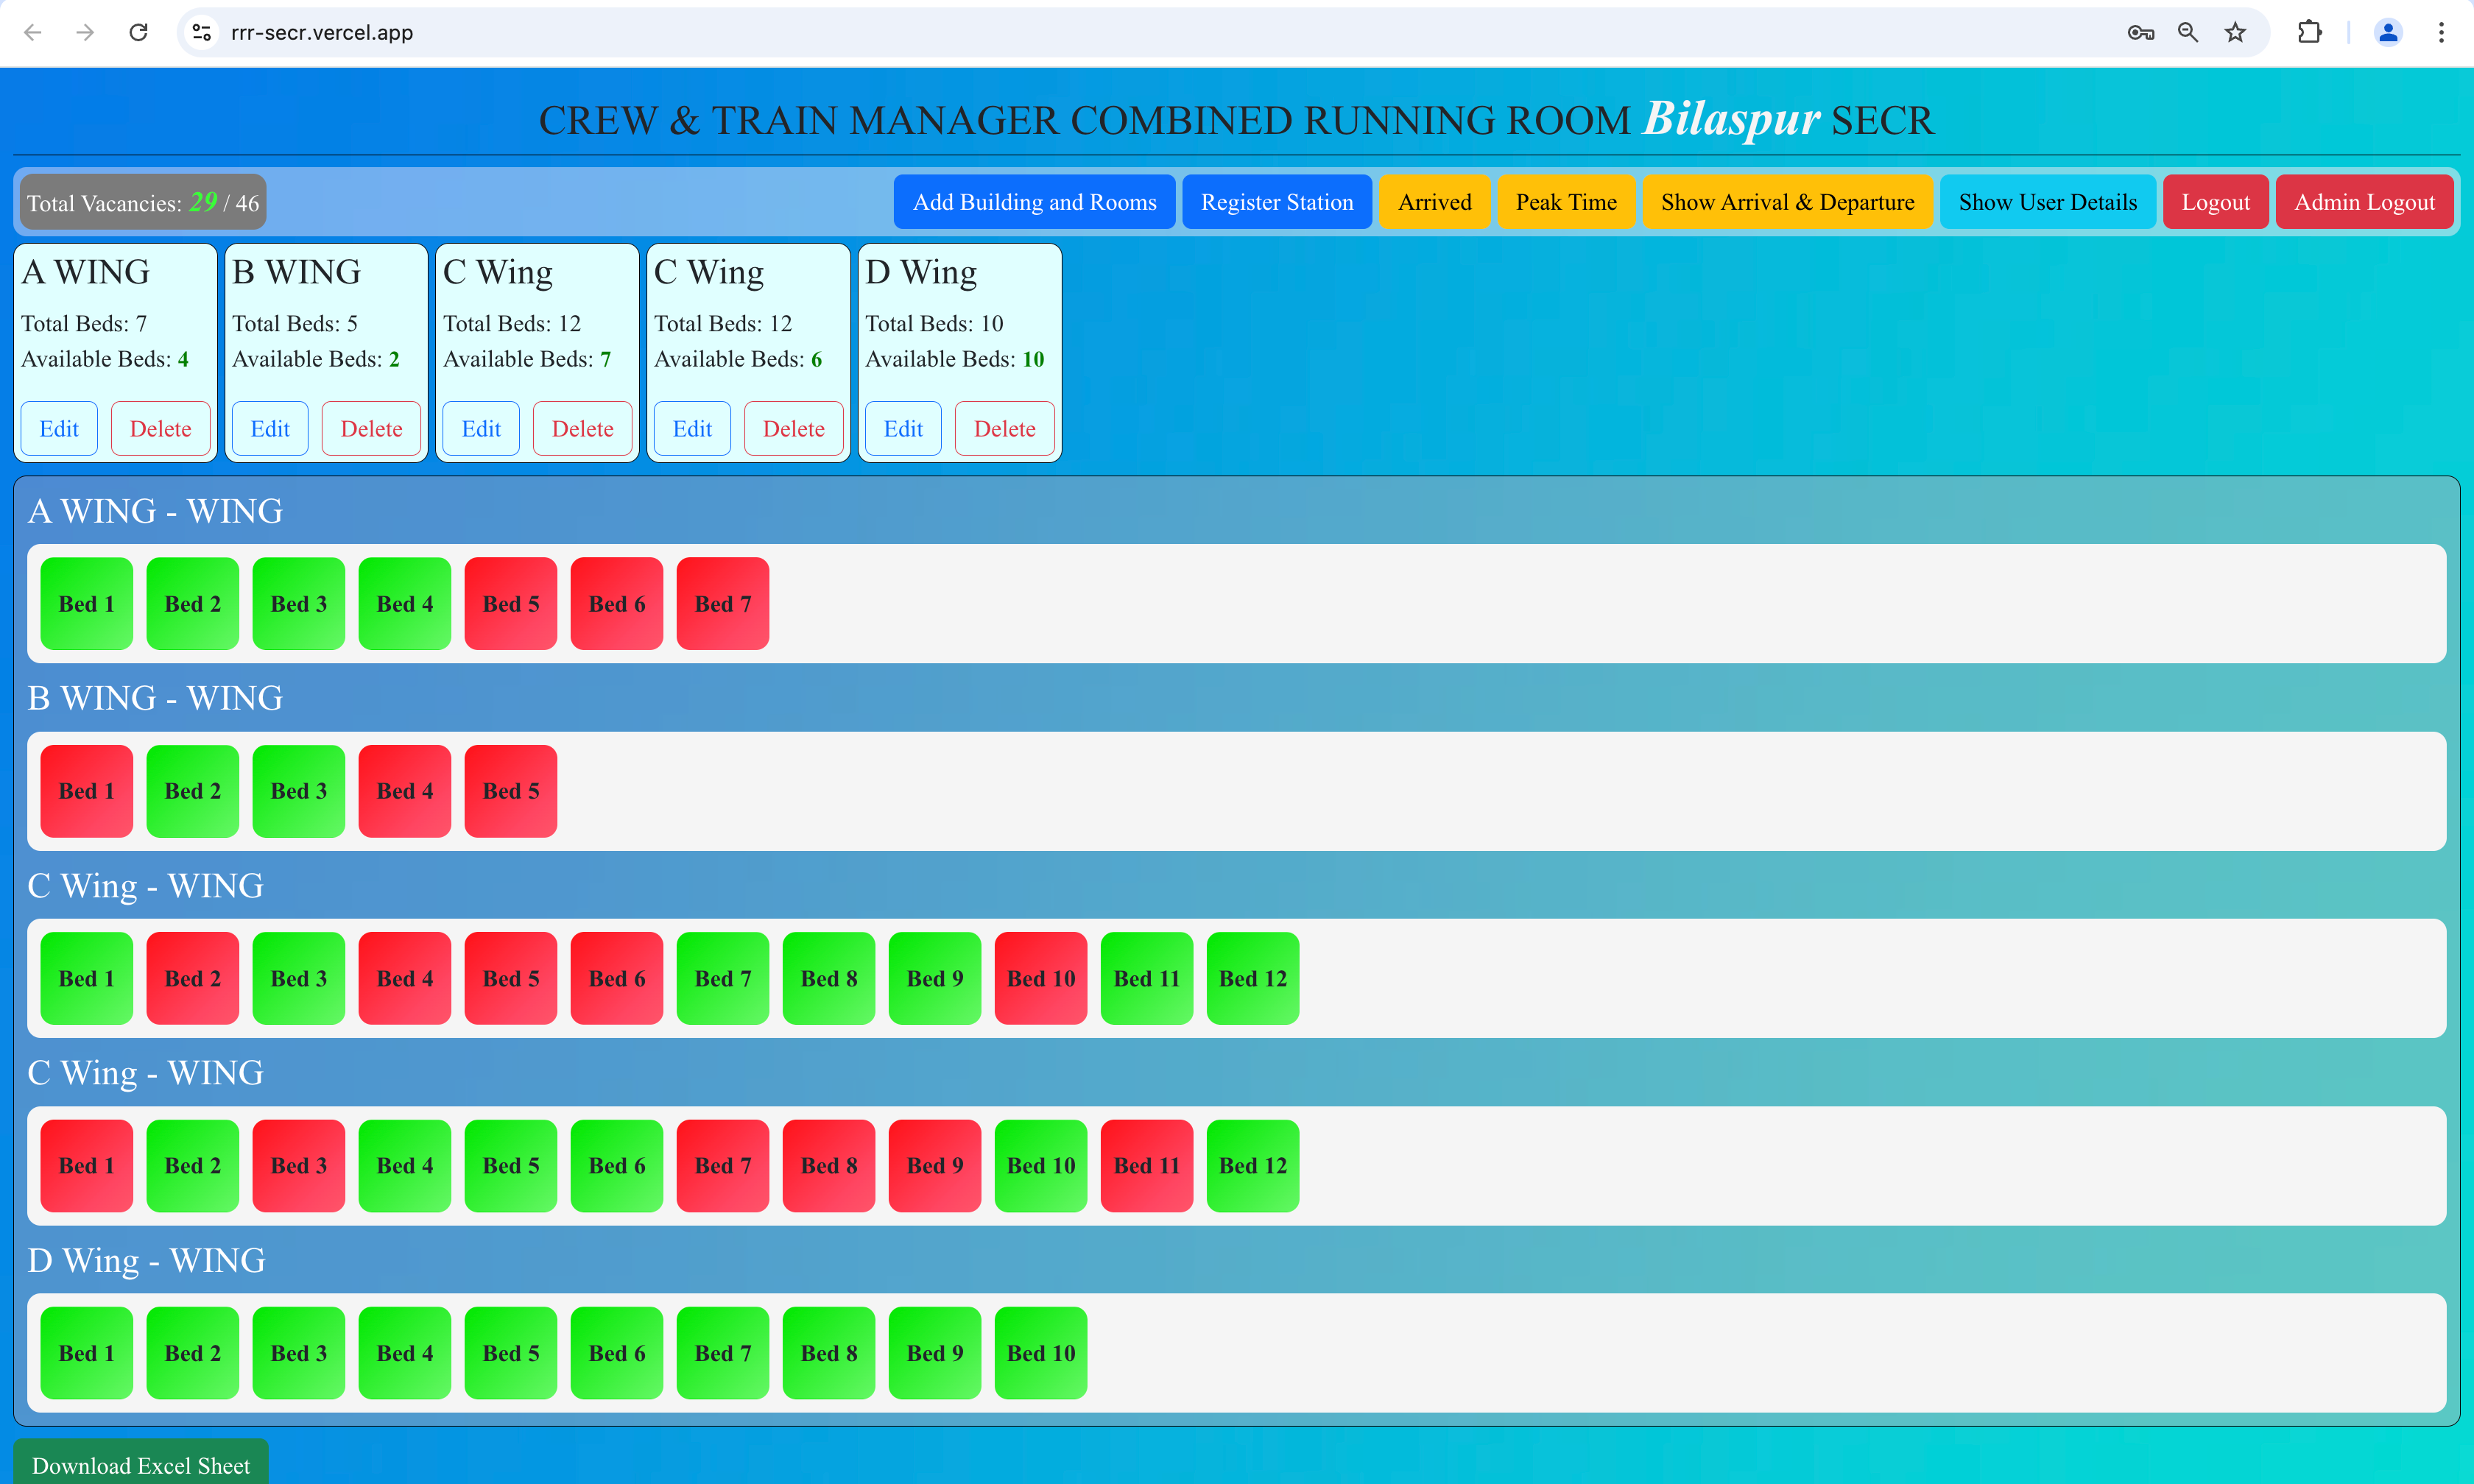 rrr-secr.vercel.app
CREW & TRAIN MANAGER COMBINED RUNNING ROOM Bilaspur SECR
Total Vacancies: 29 / 46
Add Building and Rooms
Register Station
Arrived
Peak Time
Show Arrival & Departure
Show User Details
Logout
Admin Logout
A WING
Total Beds: 7
Available Beds: 4
Edit
Delete
B WING
Total Beds: 5
Available Beds: 2
Edit
Delete
C Wing
Total Beds: 12
Available Beds: 7
Edit
Delete
C Wing
Total Beds: 12
Available Beds: 6
Edit
Delete
D Wing
Total Beds: 10
Available Beds: 10
Edit
Delete
A WING - WING
Bed 1 Bed 2 Bed 3 Bed 4 Bed 5 Bed 6 Bed 7
B WING - WING
Bed 1 Bed 2 Bed 3 Bed 4 Bed 5
C Wing - WING
Bed 1 Bed 2 Bed 3 Bed 4 Bed 5 Bed 6 Bed 7 Bed 8 Bed 9 Bed 10 Bed 11 Bed 12
C Wing - WING
Bed 1 Bed 2 Bed 3 Bed 4 Bed 5 Bed 6 Bed 7 Bed 8 Bed 9 Bed 10 Bed 11 Bed 12
D Wing - WING
Bed 1 Bed 2 Bed 3 Bed 4 Bed 5 Bed 6 Bed 7 Bed 8 Bed 9 Bed 10
Download Excel Sheet